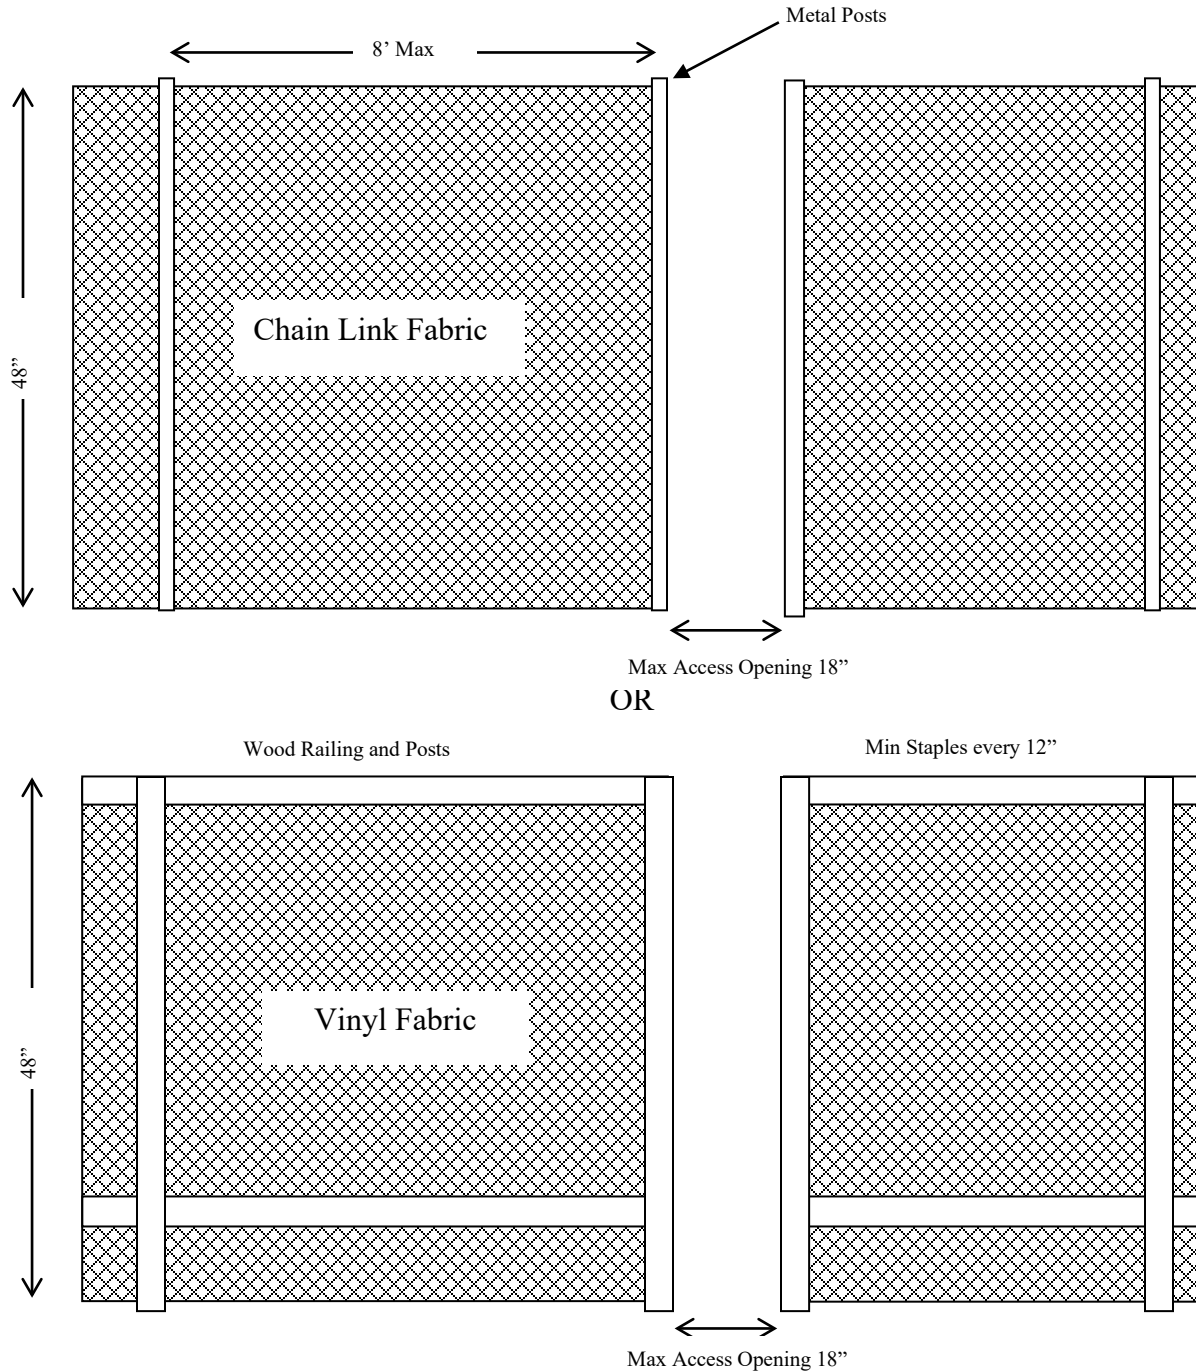 Metal Posts
8’ Max
48”
Chain Link Fabric
Max Access Opening 18”
OR
Wood Railing and Posts
Min Staples every 12”
48”
Vinyl Fabric
Max Access Opening 18”